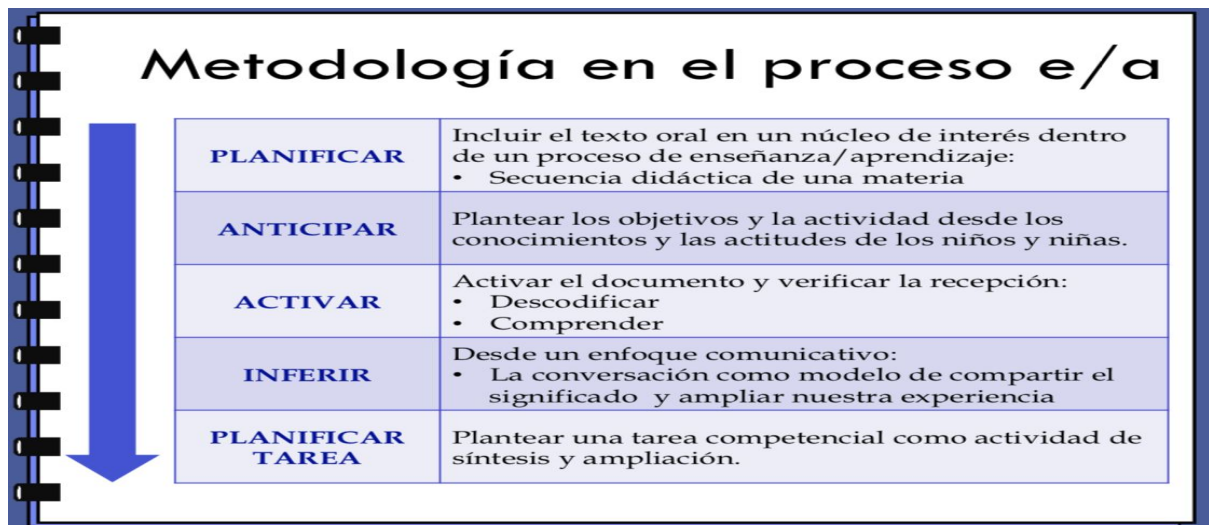 Metodología en el proceso e/a
PLANIFICAR
Incluir el texto oral en un núcleo de interés dentro
de un proceso de enseñanza/aprendizaje:
• Secuencia didáctica de una materia
ANTICIPAR
Plantear los objetivos y la actividad desde los
conocimientos y las actitudes de los niños y niñas.
ACTIVAR
Activar el documento y verificar la recepción:
• Descodificar
• Comprender
INFERIR
Desde un enfoque comunicativo:
• La conversación como modelo de compartir el
significado y ampliar nuestra experiencia
PLANIFICAR
TAREA
Plantear una tarea competencial como actividad de
síntesis y ampliación.